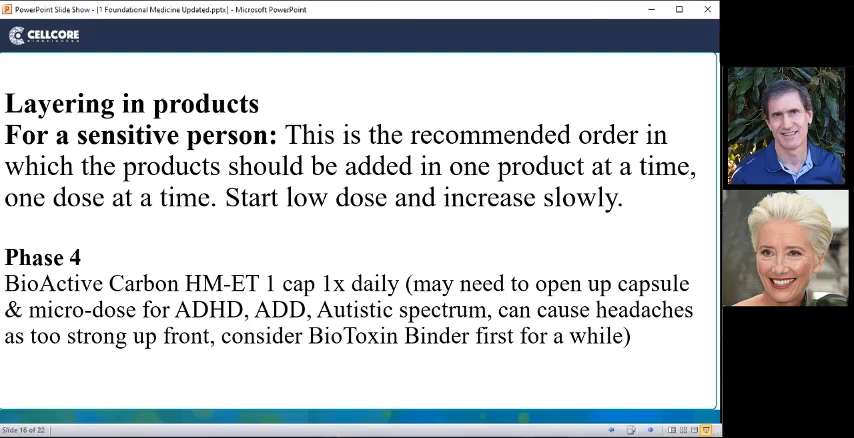 PowerPoint Slide Show - [1 Foundational Medicine Updated.pptx] - Microsoft PowerPoint
CELLCORE
BIOSCIENCES
Layering in products
For a sensitive person: This is the recommended order in
which the products should be added in one product at a time,
one dose at a time. Start low dose and increase slowly.
Phase 4
BioActive Carbon HM-ET 1 cap 1x daily (may need to open up capsule
& micro-dose for ADHD, ADD, Autistic spectrum, can cause headaches
as too strong up front, consider BioToxin Binder first for a while)
Slide 16 of 22